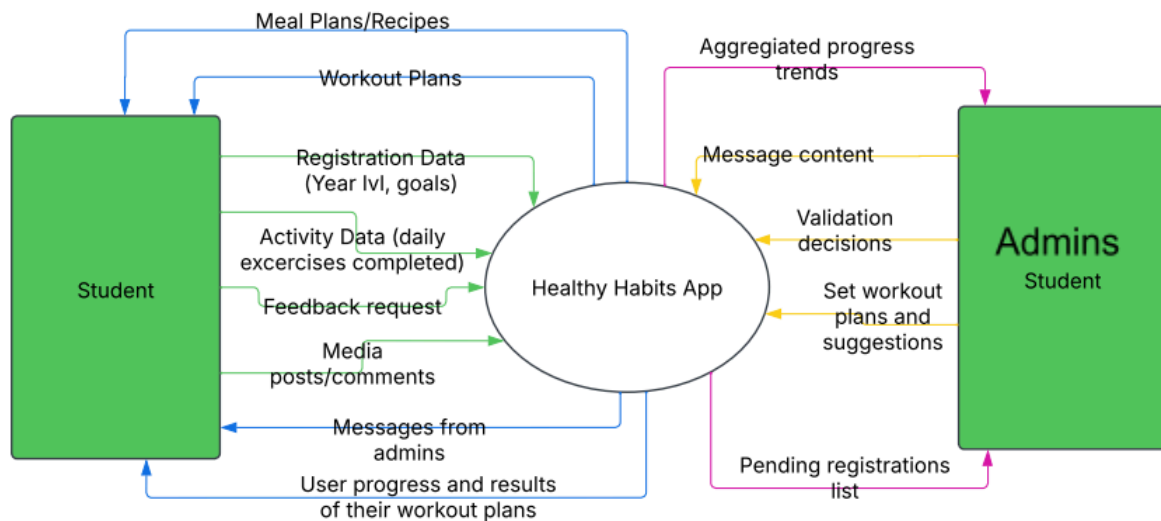 Meal Plans/Recipes
Workout Plans
Registration Data
(Year lvl, goals)
Activity Data (daily
excercises completed)
Feedback request
Media
posts/comments
Messages from
admins
User progress and results
of their workout plans
Student
Healthy Habits App
Aggregiated progress
trends
Message content
Validation
decisions
Set workout
plans and
suggestions
Pending registrations
list
Admins
Student